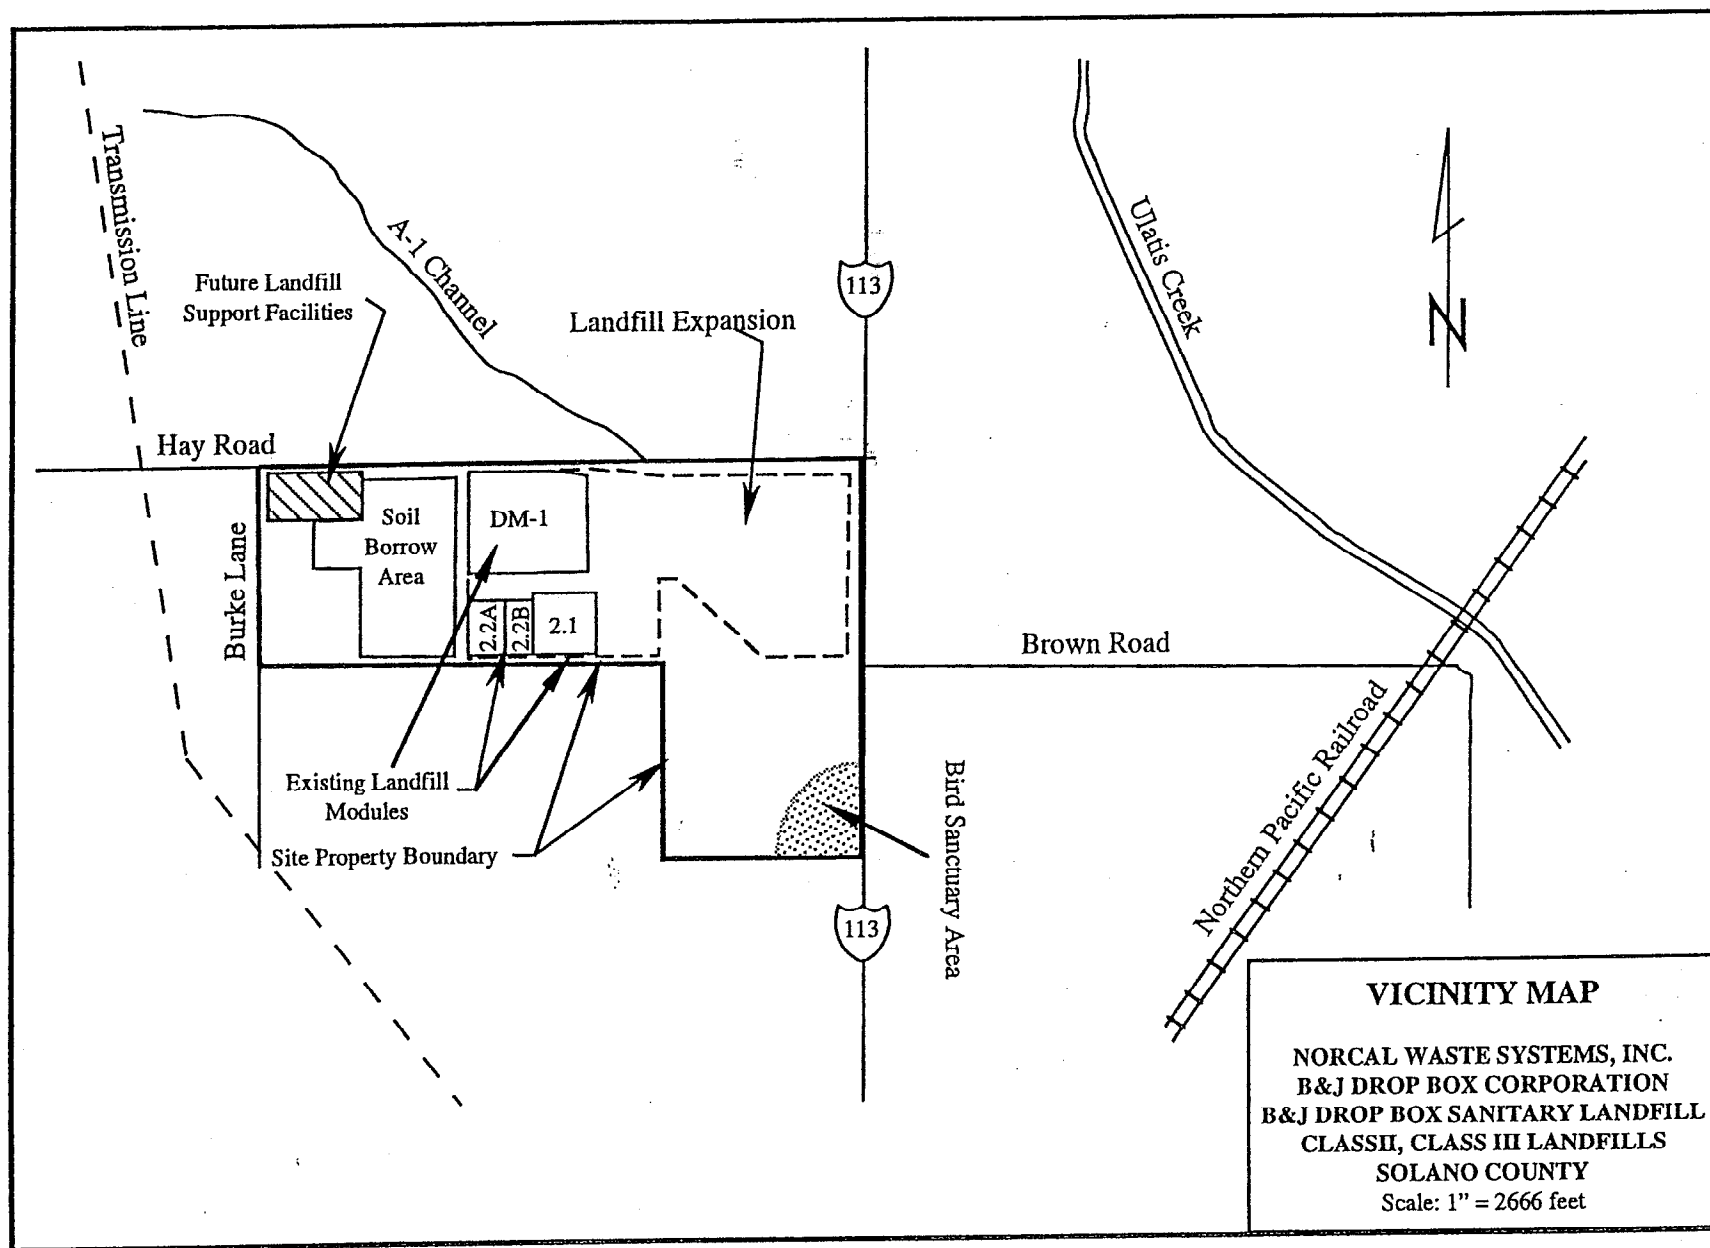 Transmission Line
A-1 Channel
Future Landfill
Support Facilities
Landfill Expansion
113
Ulatis Creek
N
Hay Road
Burke Lane
Soil
Borrow
Area
DM-1
2.2A
2.2B
2.1
Brown Road
Existing Landfill
Modules
Site Property Boundary
Bird Sanctuary Area
113
Northern Pacific Railroad
VICINITY MAP
NORCAL WASTE SYSTEMS, INC.
B&J DROP BOX CORPORATION
B&J DROP BOX SANITARY LANDFILL
CLASSII, CLASS III LANDFILLS
SOLANO COUNTY
Scale: 1" = 2666 feet